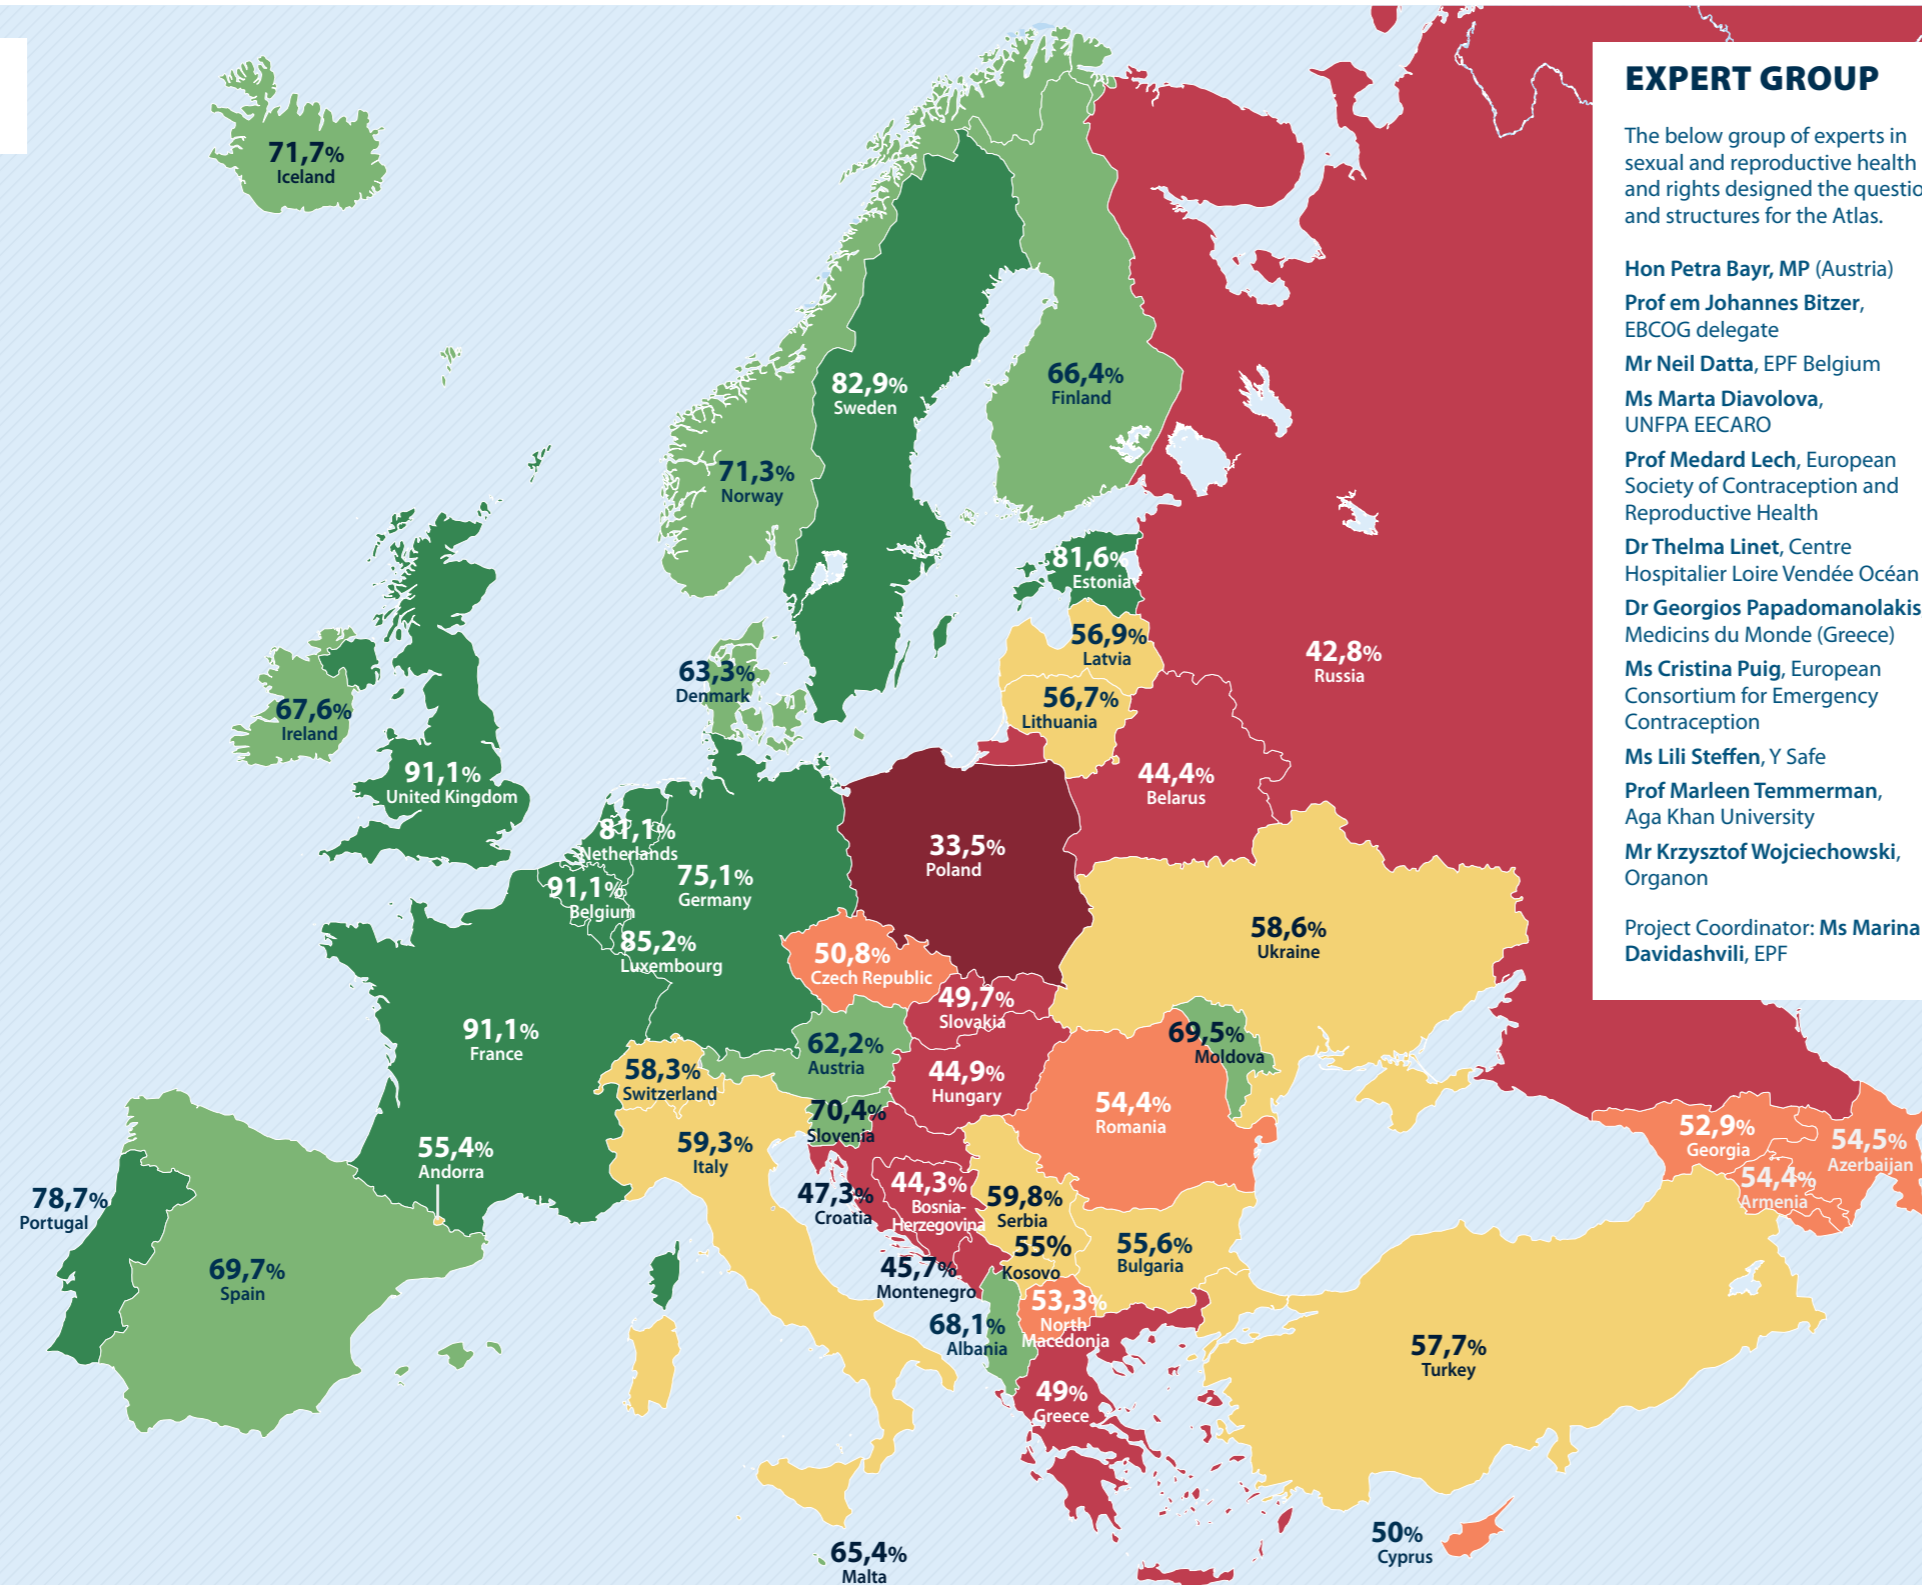 71,7%
Iceland
82,9%
Sweden
66,4%
Finland
71,3%
Norway
81,6%
Estonia
56,9%
Latvia
56,7%
Lithuania
63,3%
Denmark
67,6%
Ireland
91,1%
United Kingdom
42,8%
Russia
44,4%
Belarus
33,5%
Poland
81,1%
Netherlands
91,1%
Belgium
75,1%
Germany
85,2%
Luxembourg
50,8%
Czech Republic
58,6%
Ukraine
49,7%
Slovakia
91,1%
France
62,2%
Austria
69,5%
Moldova
58,3%
Switzerland
44,9%
Hungary
54,4%
Romania
70,4%
Slovenia
59,3%
Italy
55,4%
Andorra
78,7%
Portugal
69,7%
Spain
47,3%
Croatia
44,3%
Bosnia-
Herzegovina
59,8%
Serbia
55%
Kosovo
55,6%
Bulgaria
45,7%
Montenegro
53,3%
North
Macedonia
68,1%
Albania
49%
Greece
57,7%
Turkey
52,9%
Georgia
54,5%
Azerbaijan
54,4%
Armenia
50%
Cyprus
65,4%
Malta
EXPERT GROUP
The below group of experts in
sexual and reproductive health
and rights designed the questio
and structures for the Atlas.
Hon Petra Bayr, MP (Austria)
Prof em Johannes Bitzer,
EBCOG delegate
Mr Neil Datta, EPF Belgium
Ms Marta Diavolova,
UNFPA EECARO
Prof Medard Lech, European
Society of Contraception and
Reproductive Health
Dr Thelma Linet, Centre
Hospitalier Loire Vendée Océan
Dr Georgios Papadomanolakis
Medicins du Monde (Greece)
Ms Cristina Puig, European
Consortium for Emergency
Contraception
Ms Lili Steffen, Y Safe
Prof Marleen Temmerman,
Aga Khan University
Mr Krzysztof Wojciechowski,
Organon
Project Coordinator: Ms Marina
Davidashvili, EPF